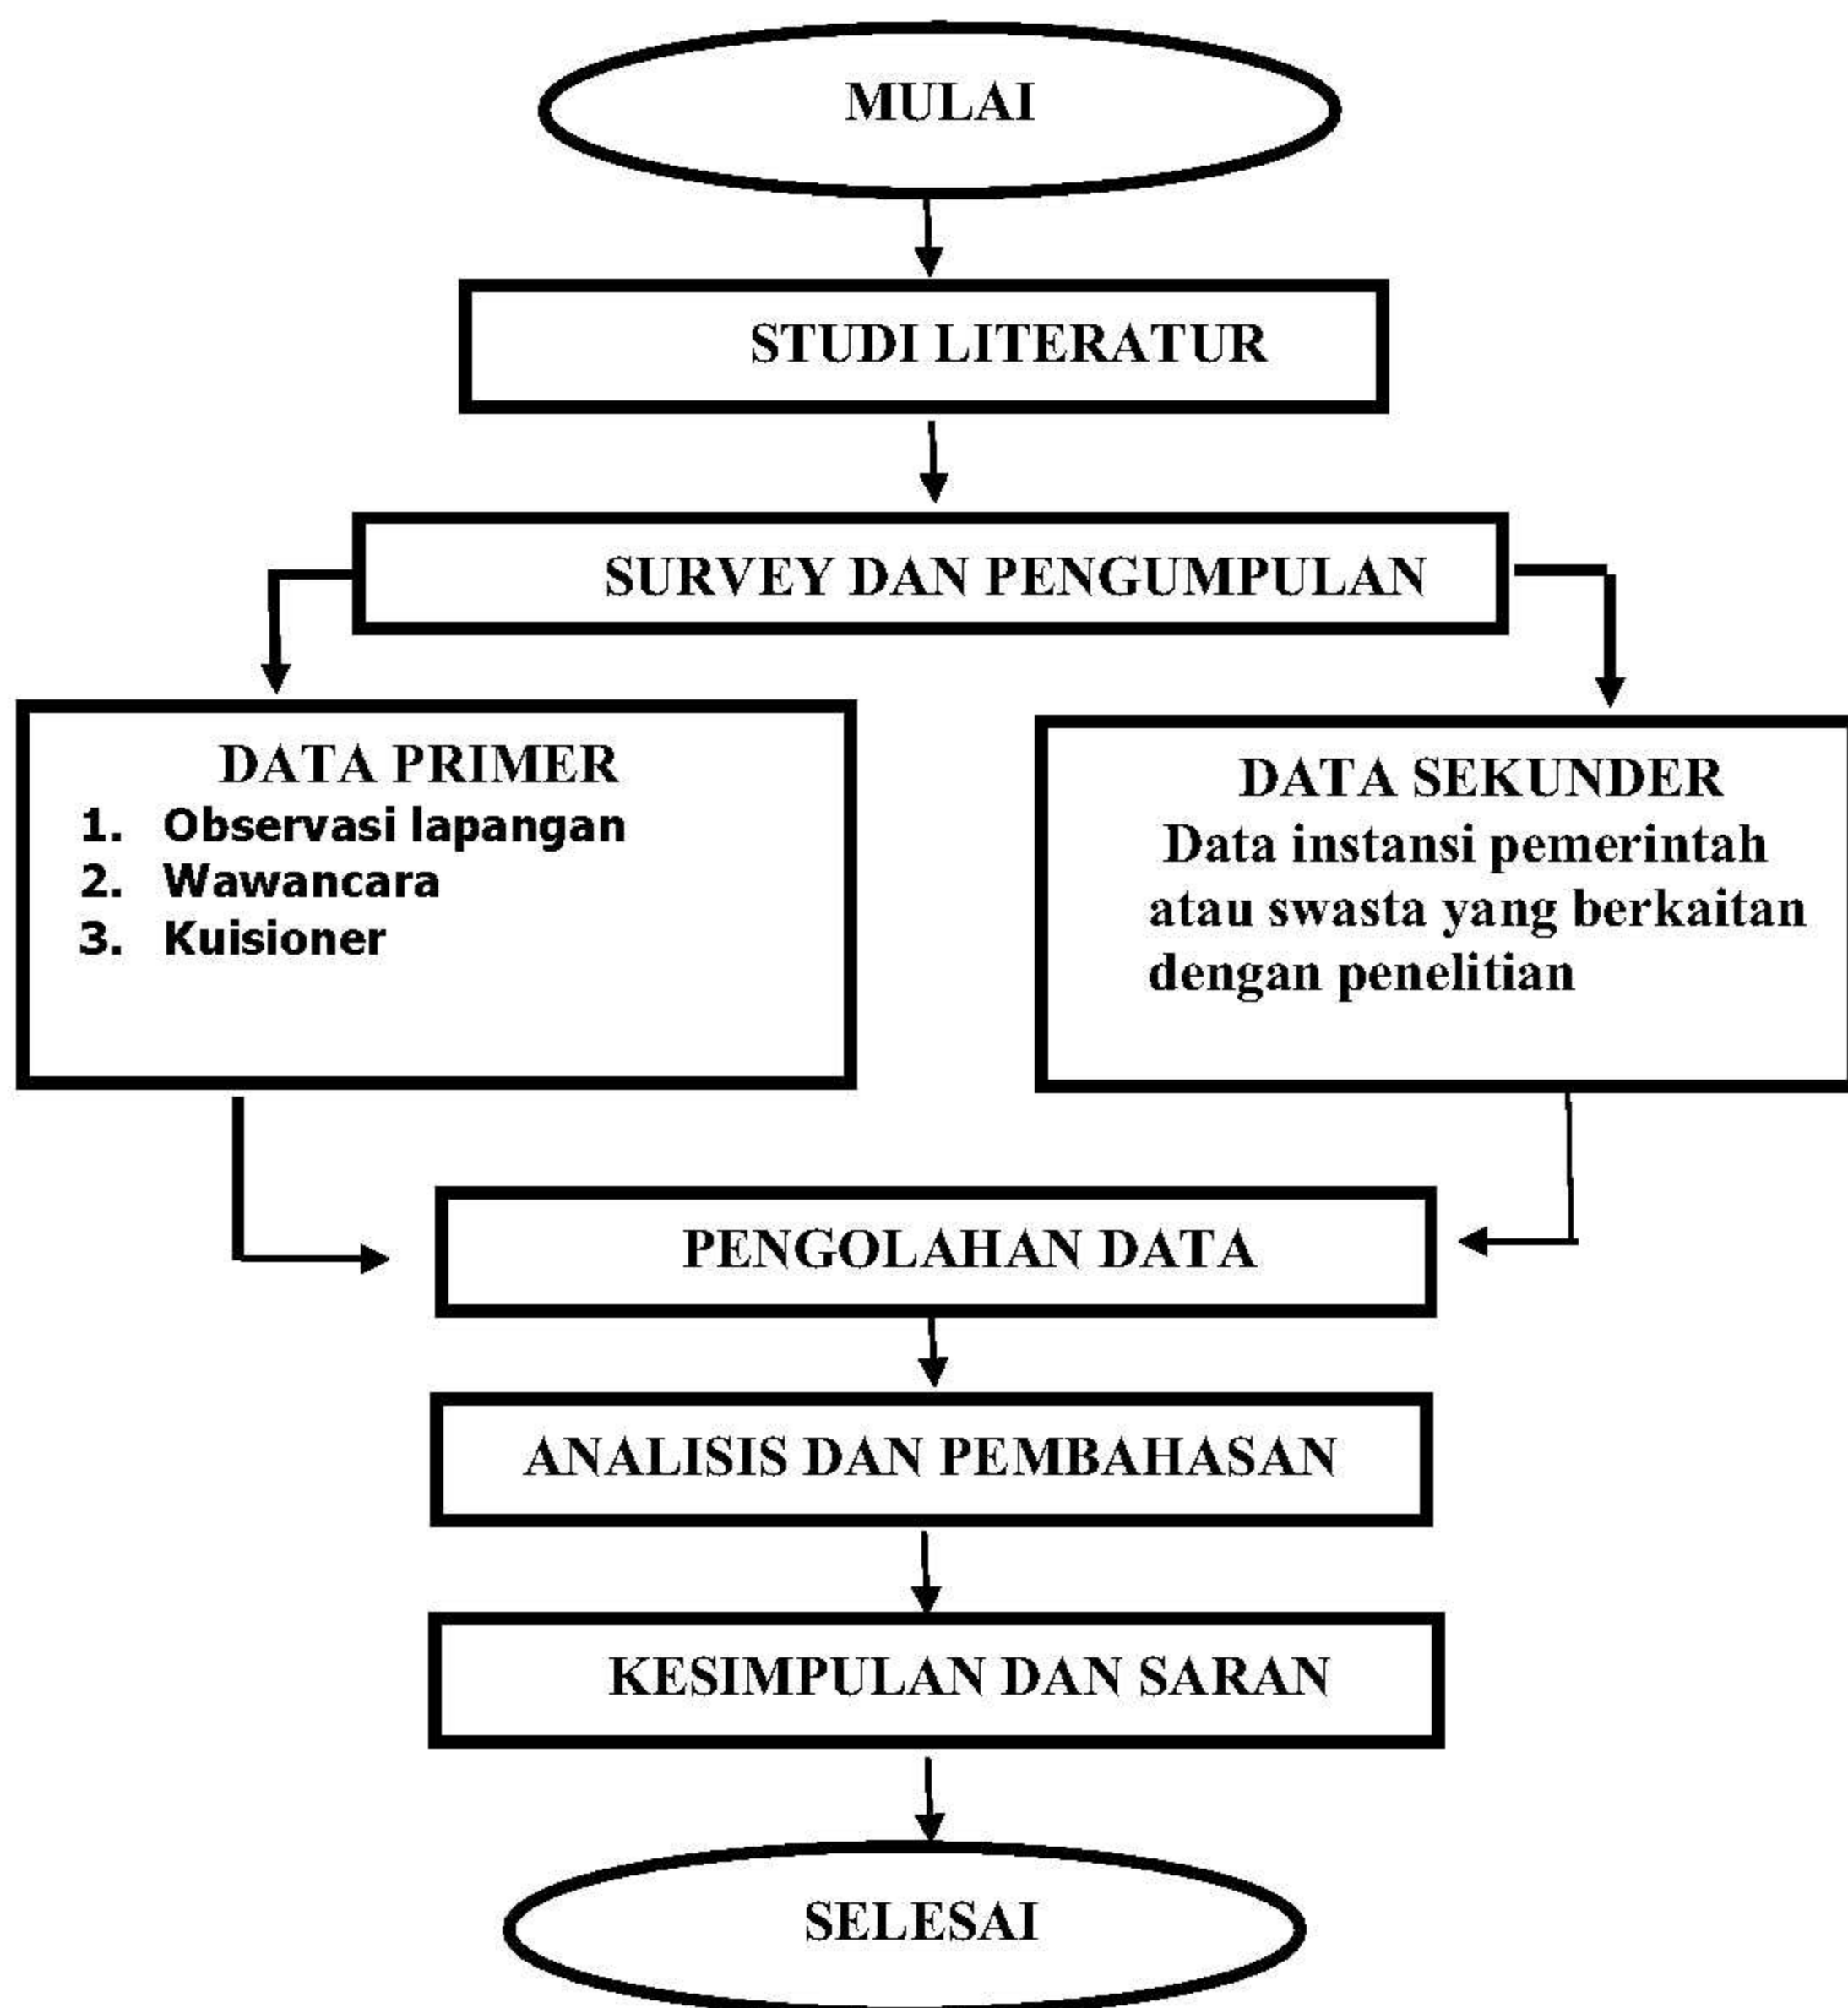 MULAI
STUDI LITERATUR
SURVEY DAN PENGUMPULAN
DATA PRIMER
1. Observasi lapangan
2. Wawancara
3. Kuisioner
DATA SEKUNDER
Data instansi pemerintah
atau swasta yang berkaitan
dengan penelitian
PENGOLAHAN DATA
ANALISIS DAN PEMBAHASAN
KESIMPULAN DAN SARAN
SELESAI